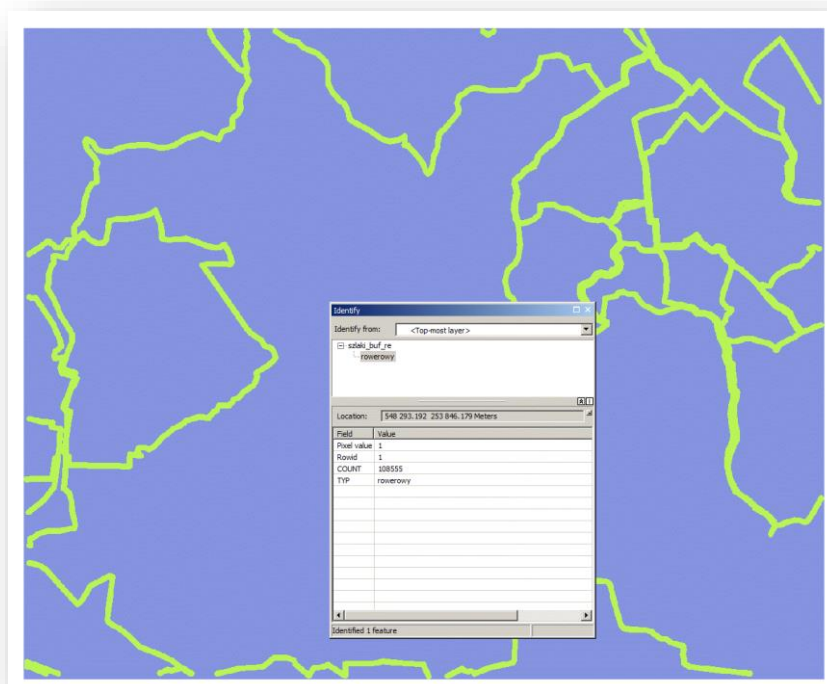 Identify
Identify from: <Top-most layer>
szlaki_buf_re
rowerowy
Location: 548 293.192 253 846.179 Meters
Field Value
Pixel value 1
Rowid 1
COUNT 108555
TYP rowerowy
Identified 1 feature